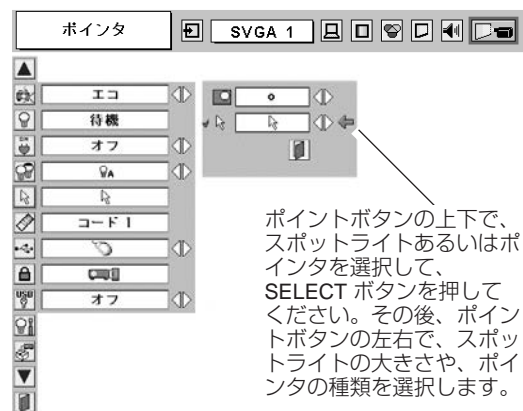 ポインタ
SVGA 1
エコ
待機
オフ
A
コード 1
USB
オフ
ポイントボタンの上下で、
スポットライトあるいはポ
インタを選択して、
SELECT ボタンを押して
ください。その後、ポイン
トボタンの左右で、スポッ
トライトの大きさや、ポイ
ンタの種類を選択します。